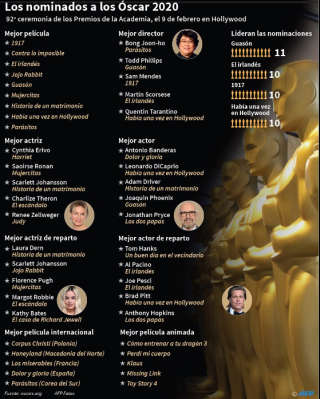 Los nominados a los Óscar 2020
92ª ceremonia de los Premios de la Academia, el 9 de febrero en Hollywood
Mejor película
1917
Contra lo imposible
El irlandés
Jojo Rabbit
Guasón
Mujercitas
Historia de un matrimonio
Había una vez en Hollywood
Parásitos
Mejor director
Bong Joon-ho
Parásitos
Todd Phillips
Guasón
Sam Mendes
1917
Martin Scorsese
El irlandés
Quentin Tarantino
Había una vez en Hollywood
Lideran las nominaciones
Guasón
11
El irlandés
10
1917
10
Había una vez
en Hollywood
10
Mejor actriz
Cynthia Erivo
Harriet
Saoirse Ronan
Mujercitas
Scarlett Johansson
Historia de un matrimonio
Charlize Theron
El escándalo
Renée Zellweger
Judy
Mejor actor
Antonio Banderas
Dolor y gloria
Leonardo DiCaprio
Había una vez en Hollywood
Adam Driver
Historia de un matrimonio
Joaquin Phoenix
Guasón
Jonathan Pryce
Los dos papas
Mejor actriz de reparto
Laura Dern
Historia de un matrimonio
Scarlett Johansson
Jojo Rabbit
Florence Pugh
Mujercitas
Margot Robbie
El escándalo
Kathy Bates
El caso de Richard Jewell
Mejor actor de reparto
Tom Hanks
Un buen día en el vecindario
Al Pacino
El irlandés
Joe Pesci
El irlandés
Brad Pitt
Había una vez en Hollywood
Anthony Hopkins
Los dos papas
Mejor película internacional
Corpus Christi (Polonia)
Honeyland (Macedonia del Norte)
Los miserables (Francia)
Dolor y gloria (España)
Parásitos (Corea del Sur)
Mejor película animada
Cómo entrenar a tu dragón 3
Perdí mi cuerpo
Klaus
Missing Link
Toy Story 4
Fuente: oscars.org
AFP Fotos
AFP